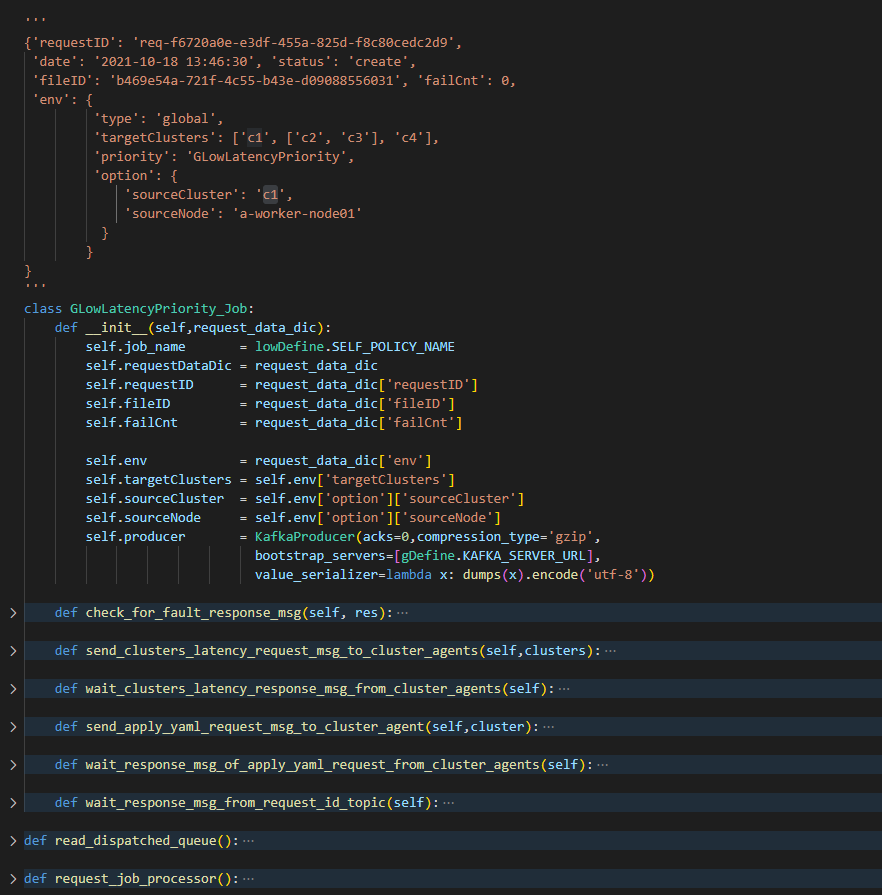 '''
{'requestID': 'req-f6720a0e-e3df-455a-825d-f8c80cedc2d9',
'date': '2021-10-18 13:46:30', 'status': 'create',
'fileID': 'b469e54a-721f-4c55-b43e-d09088556031', 'failCnt': 0,
'env': {
'type': 'global',
'targetClusters': ['c1', ['c2', 'c3'], 'c4'],
'priority': 'GLowLatencyPriority',
'option': {
'sourceCluster': 'c1',
'sourceNode': 'a-worker-node01'
}
}
}
'''
class GLowLatencyPriority_Job:
def __init__(self,request_data_dic):
self.job_name = lowDefine.SELF_POLICY_NAME
self.requestDataDic = request_data_dic
self.requestID = request_data_dic['requestID']
self.fileID = request_data_dic['fileID']
self.failCnt = request_data_dic['failCnt']
self.env = request_data_dic['env']
self.targetClusters = self.env['targetClusters']
self.sourceCluster = self.env['option']['sourceCluster']
self.sourceNode = self.env['option']['sourceNode']
self.producer = KafkaProducer(acks=0,compression_type='gzip',
bootstrap_servers=[gDefine.KAFKA_SERVER_URL],
value_serializer=lambda x: dumps(x).encode('utf-8'))
def check_for_fault_response_msg(self, res):···
def send_clusters_latency_request_msg_to_cluster_agents(self,clusters):···
def wait_clusters_latency_response_msg_from_cluster_agents(self):···
def send_apply_yaml_request_msg_to_cluster_agent(self,cluster):···
def wait_response_msg_of_apply_yaml_request_from_cluster_agents(self):···
def wait_response_msg_from_request_id_topic(self):···
def read_dispatched_queue():···
def request_job_processor():···